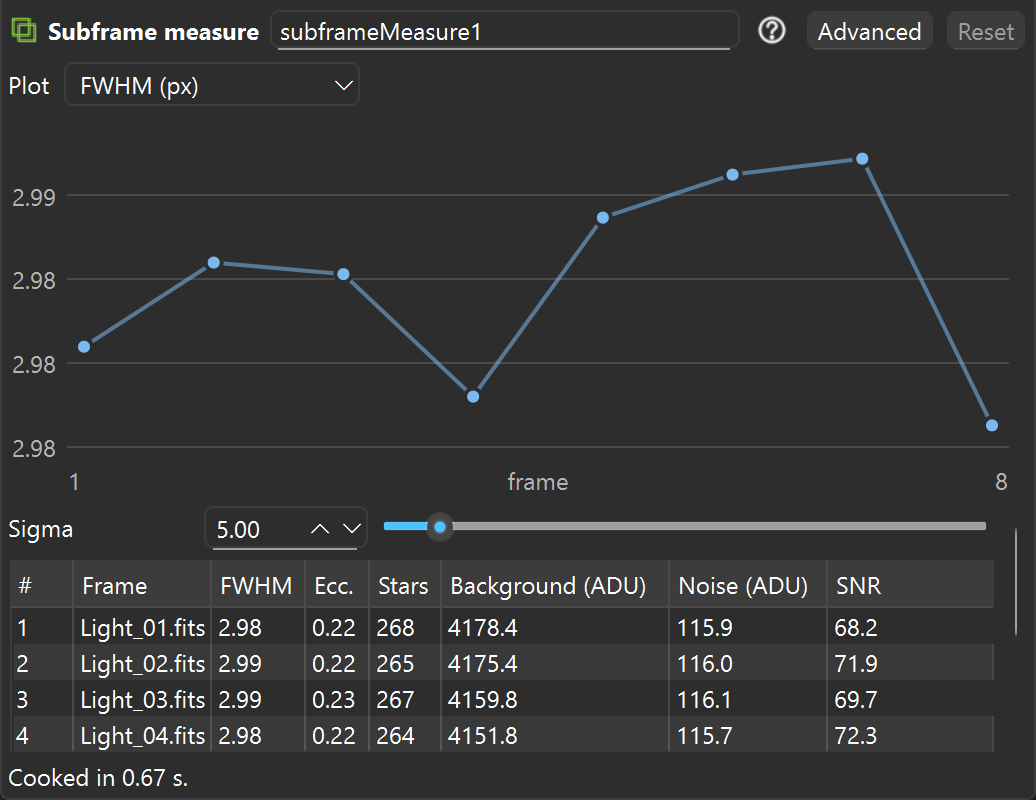 Subframe measure subframeMeasure1 Advanced Reset
Plot FWHM (px)
2.99
2.98
2.98
2.98
1 frame 8
Sigma 5.00
# Frame FWHM Ecc. Stars Background (ADU) Noise (ADU) SNR
1 Light_01.fits 2.98 0.22 268 4178.4 115.9 68.2
2 Light_02.fits 2.99 0.22 265 4175.4 116.0 71.9
3 Light_03.fits 2.99 0.23 267 4159.8 116.1 69.7
4 Light_04.fits 2.98 0.22 264 4151.8 115.7 72.3
Cooked in 0.67 s.